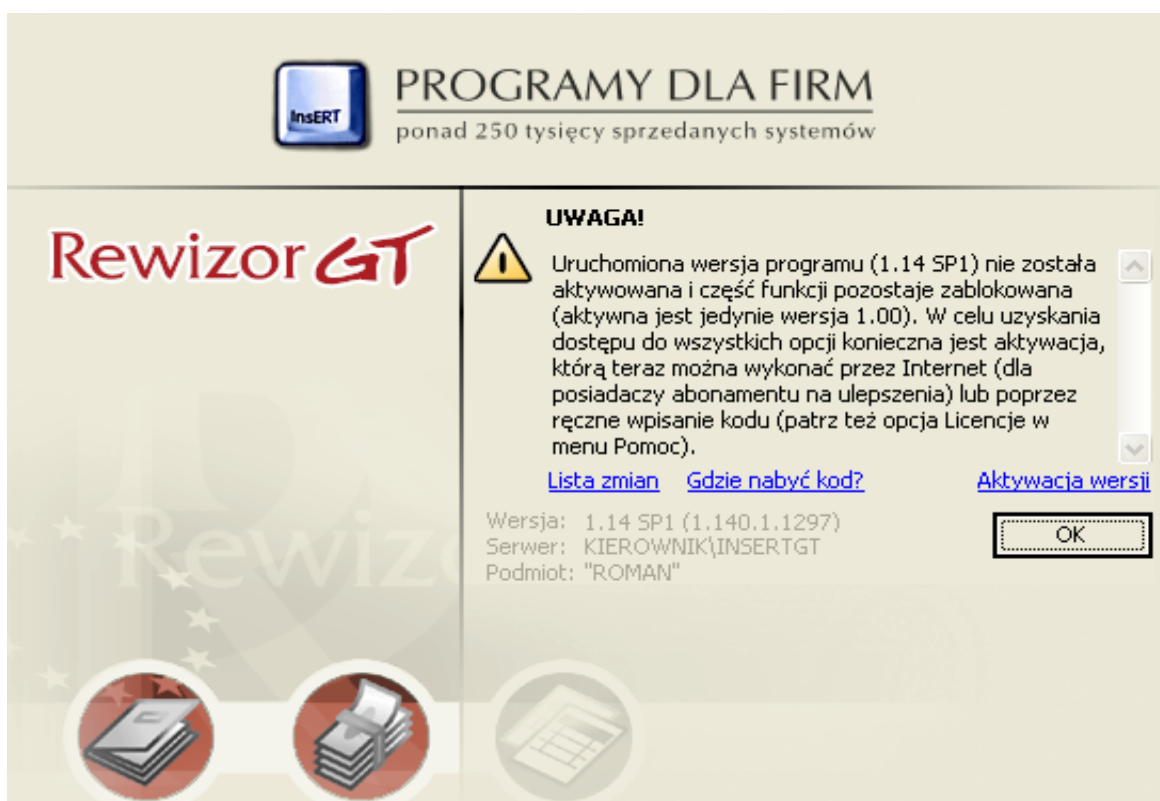 InsERT
PROGRAMY DLA FIRM
ponad 250 tysięcy sprzedanych systemów
Rewizor GT
UWAGA!
Uruchomiona wersja programu (1.14 SP1) nie została
aktywowana i część funkcji pozostaje zablokowana
(aktywna jest jedynie wersja 1.00). W celu uzyskania
dostępu do wszystkich opcji konieczna jest aktywacja,
którą teraz można wykonać przez Internet (dla
posiadaczy abonamentu na ulepszenia) lub poprzez
ręczne wpisanie kodu (patrz też opcja Licencje w
menu Pomoc).
Lista zmian Gdzie nabyć kod? Aktywacja wersji
Wersja: 1.14 SP1 (1.140.1.1297)
Serwer: KIEROWNIK\INSERTGT
Podmiot: "ROMAN"
OK
Rewizo